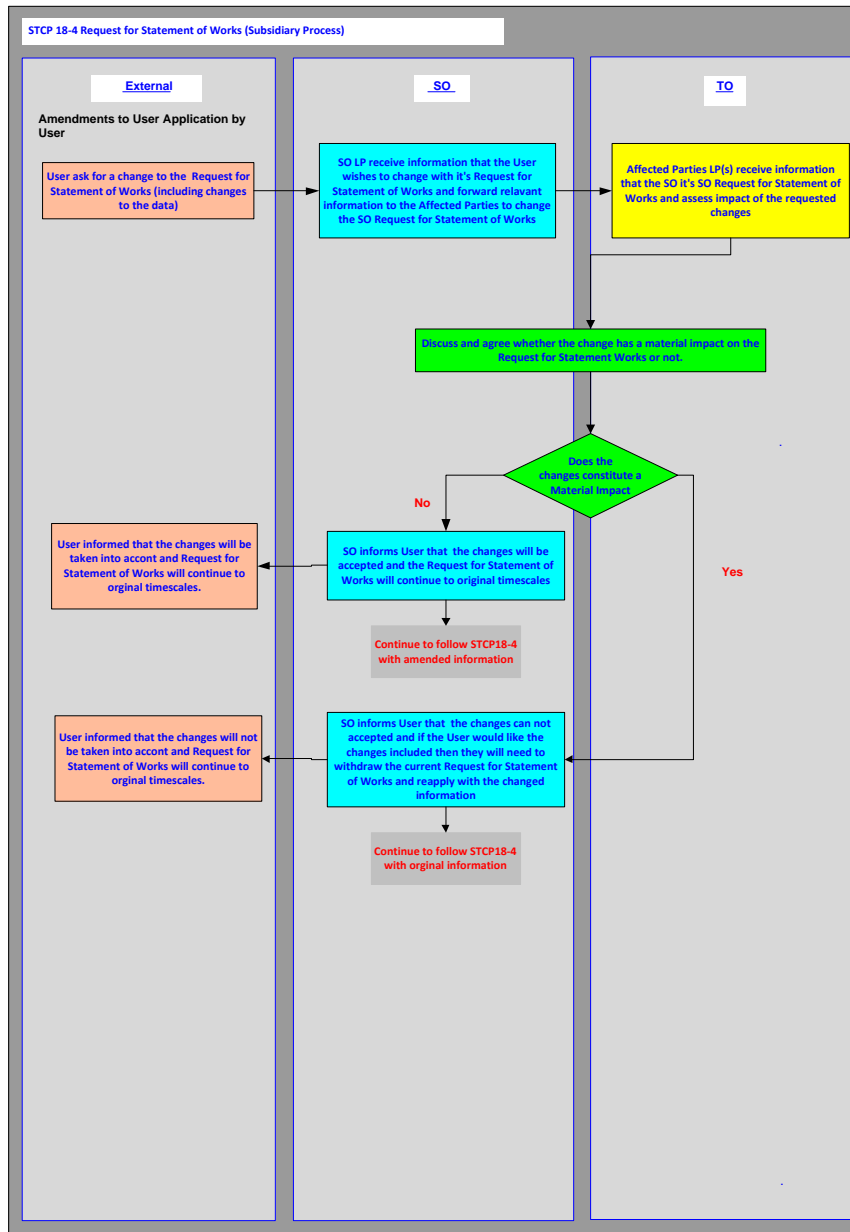 STCP 18-4 Request for Statement of Works (Subsidiary Process)
External
SO
TO
Amendments to User Application by
User
User ask for a change to the Request for
Statement of Works (including changes
to the data)
SO LP receive information that the User
wishes to change with it's Request for
Statement of Works and forward relavant
information to the Affected Parties to change
the SO Request for Statement of Works
Affected Parties LP(s) receive information
that the SO it's SO Request for Statement of
Works and assess impact of the requested
changes
Discuss and agree whether the change has a material impact on the
Request for Statement Works or not.
Does the
changes constitute a
Material Impact
No
Yes
User informed that the changes will be
taken into accont and Request for
Statement of Works will continue to
orginal timescales.
SO informs User that the changes will be
accepted and the Request for Statement of
Works will continue to orginal timescales
Continue to follow STCP18-4
with amended information
User informed that the changes will not
be taken into accont and Request for
Statement of Works will continue to
orginal timescales.
SO informs User that the changes can not
accepted and if the User would like the
changes included then they will need to
withdraw the current Request for Statement
of Works and reapply with the changed
information
Continue to follow STCP18-4
with orginal information